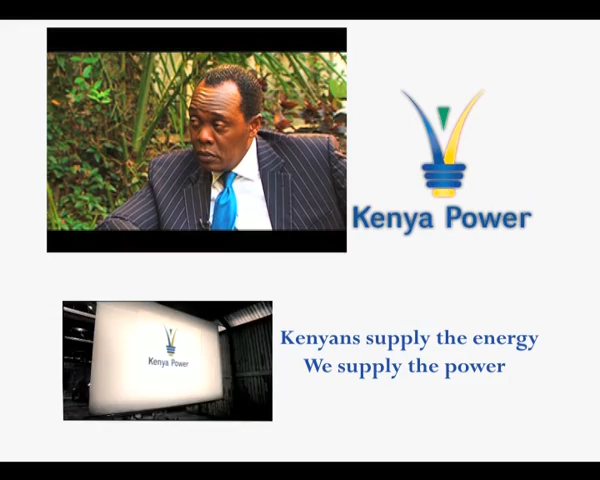 Kenya Power
Kenya Power
Kenyans supply the energy
We supply the power